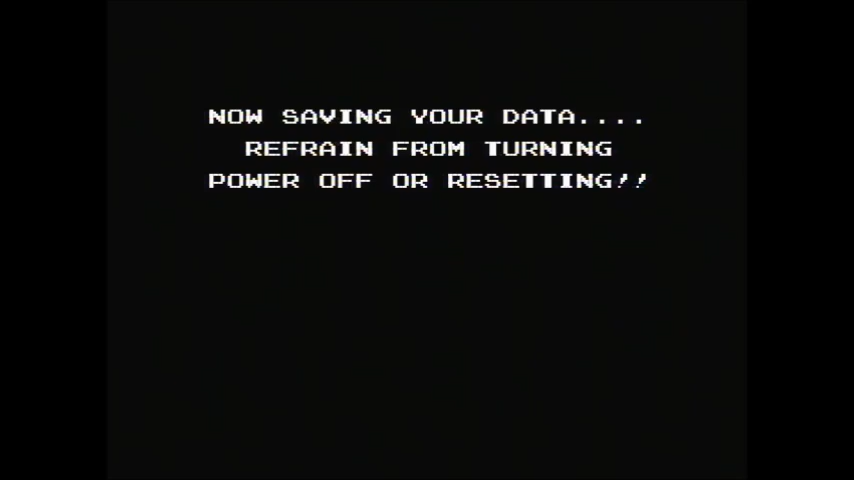 NOW SAVING YOUR DATA....
REFRAIN FROM TURNING
POWER OFF OR RESETTING!!